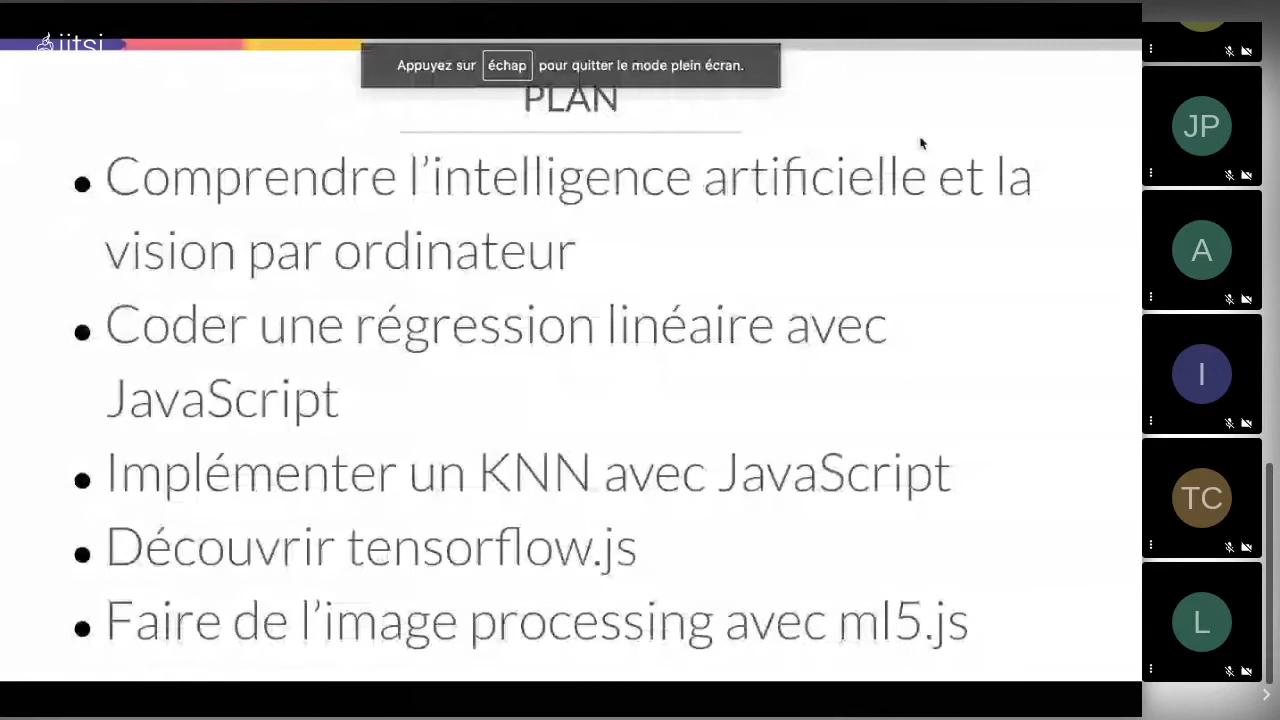 jitsi
Appuyez sur échap pour quitter le mode plein écran.
PLAN
• Comprendre l’intelligence artificielle et la
vision par ordinateur
• Coder une régression linéaire avec
JavaScript
• Implémenter un KNN avec JavaScript
• Découvrir tensorflow.js
• Faire de l’image processing avec ml5.js
JP
A
I
TC
L